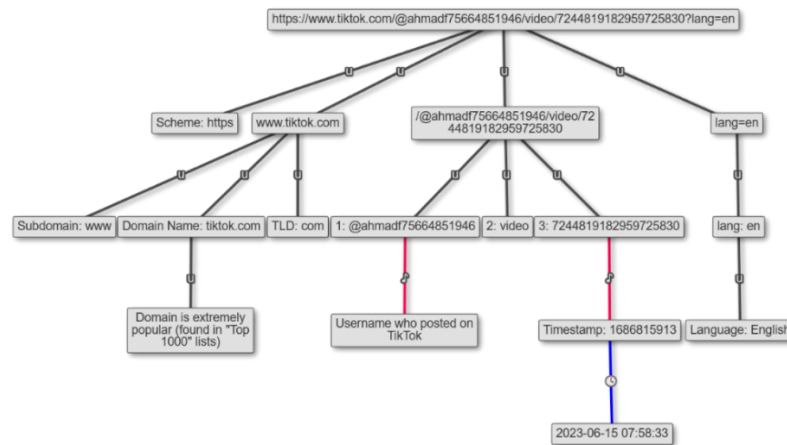 https://www.tiktok.com/@ahmadf75664851946/video/7244819182959725830?lang=en
Scheme: https
www.tiktok.com
/@ahmadf75664851946/video/72
44819182959725830
lang=en
Subdomain: www
Domain Name: tiktok.com
TLD: com
1: @ahmadf75664851946
2: video
3: 7244819182959725830
lang: en
Domain is extremely
popular (found in "Top
1000" lists)
Username who posted on
TikTok
Timestamp: 1686815913
Language: English
2023-06-15 07:58:33